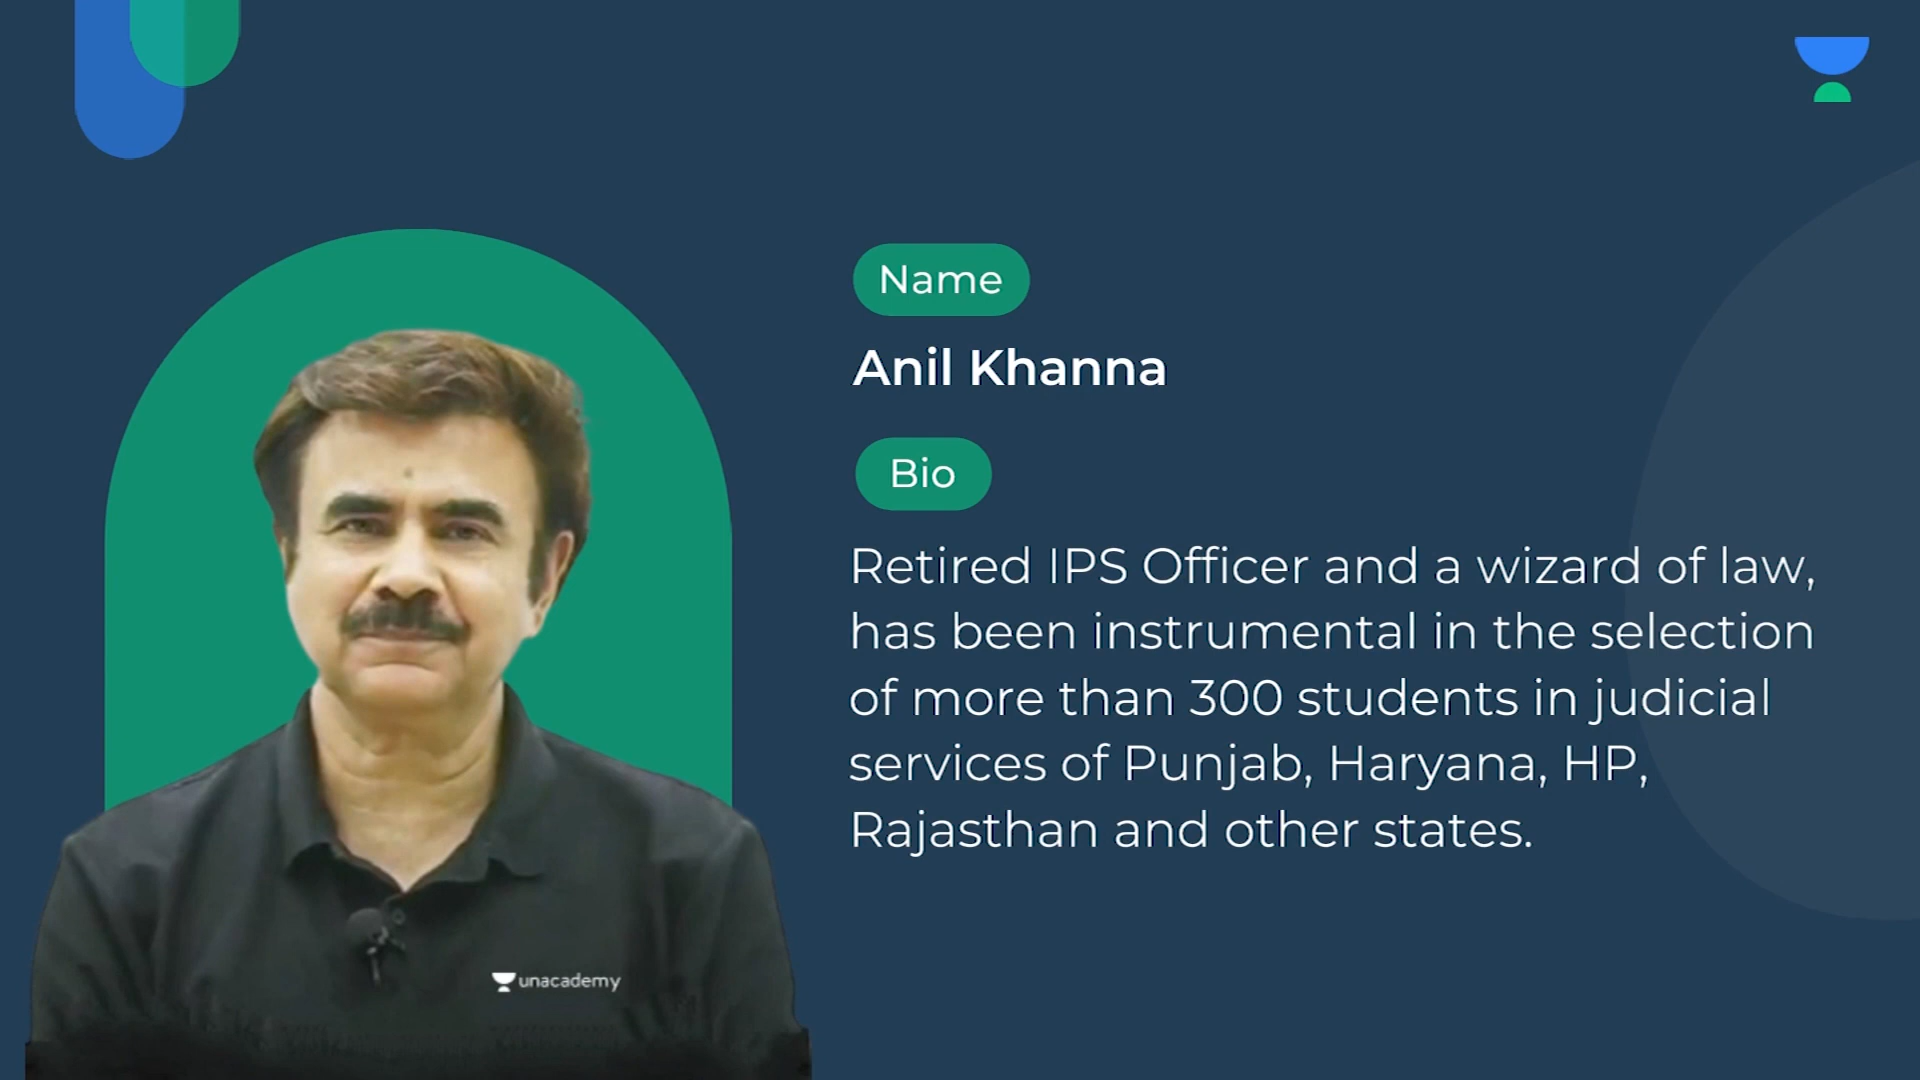 Name
Anil Khanna
Bio
Retired IPS Officer and a wizard of law,
has been instrumental in the selection
of more than 300 students in judicial
services of Punjab, Haryana, HP,
Rajasthan and other states.
unacademy